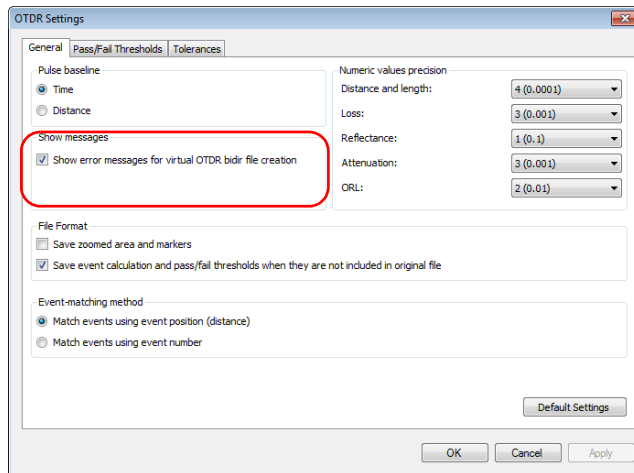 OTDR Settings
General Pass/Fail Thresholds Tolerances
Pulse baseline
Time
Distance
Show messages
Show error messages for virtual OTDR bidir file creation
Numeric values precision
Distance and length: 4 (0.0001)
Loss: 3 (0.001)
Reflectance: 1 (0.1)
Attenuation: 3 (0.001)
ORL: 2 (0.01)
File Format
Save zoomed area and markers
Save event calculation and pass/fail thresholds when they are not included in original file
Event-matching method
Match events using event position (distance)
Match events using event number
Default Settings
OK Cancel Apply